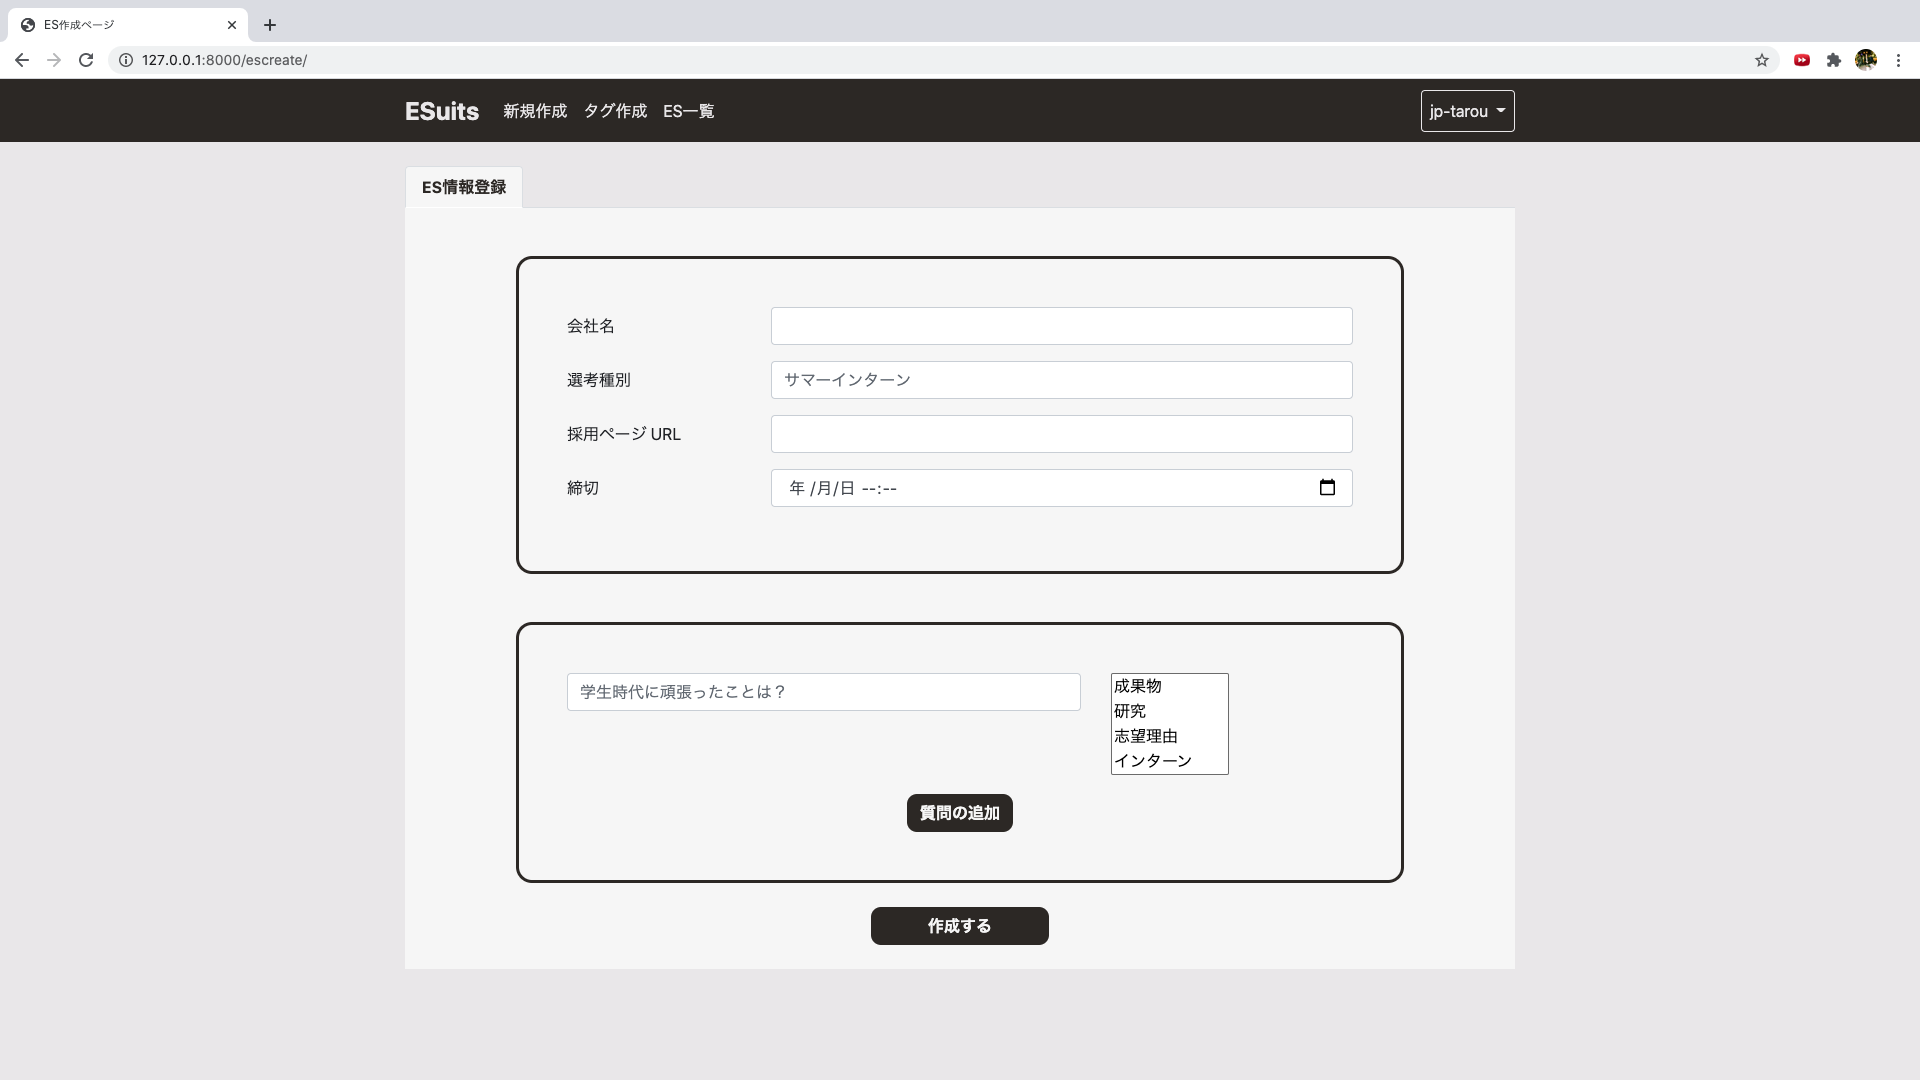 ES作成ページ
127.0.0.1:8000/escreate/
ESuits 新規作成 タグ作成 ES一覧 jp-tarou
ES情報登録
会社名
選考種別 サマーインターン
採用ページ URL
締切 年 /月/日 --:--
学生時代に頑張ったことは？
成果物
研究
志望理由
インターン
質問の追加
作成する